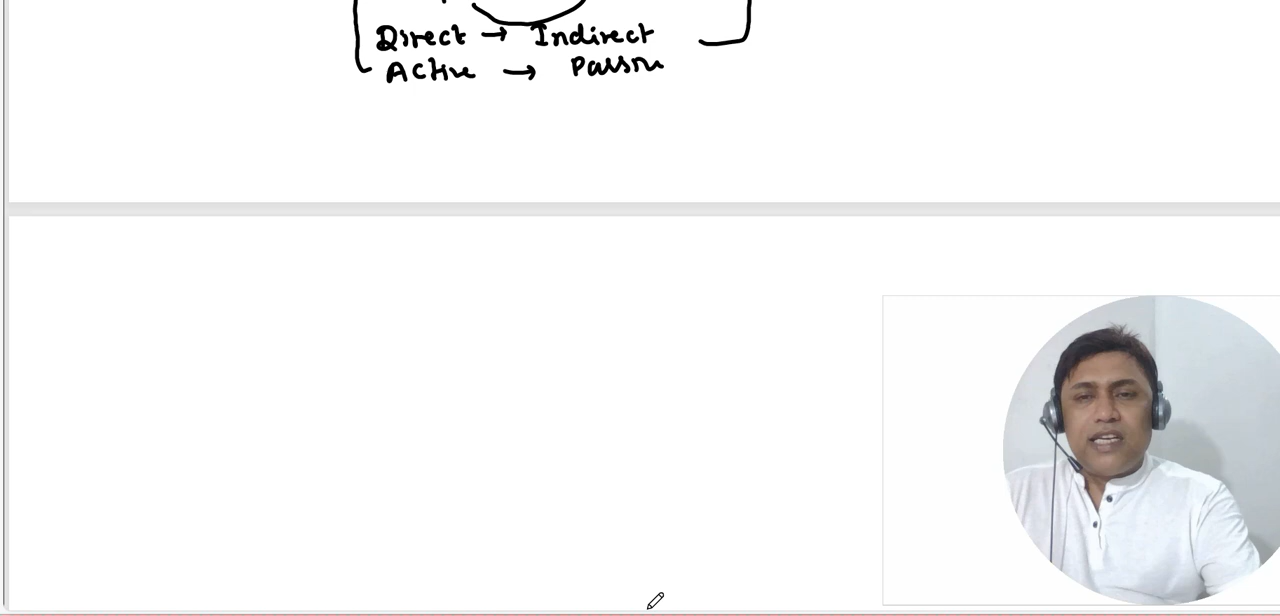 Direct → Indirect
Active → Passive